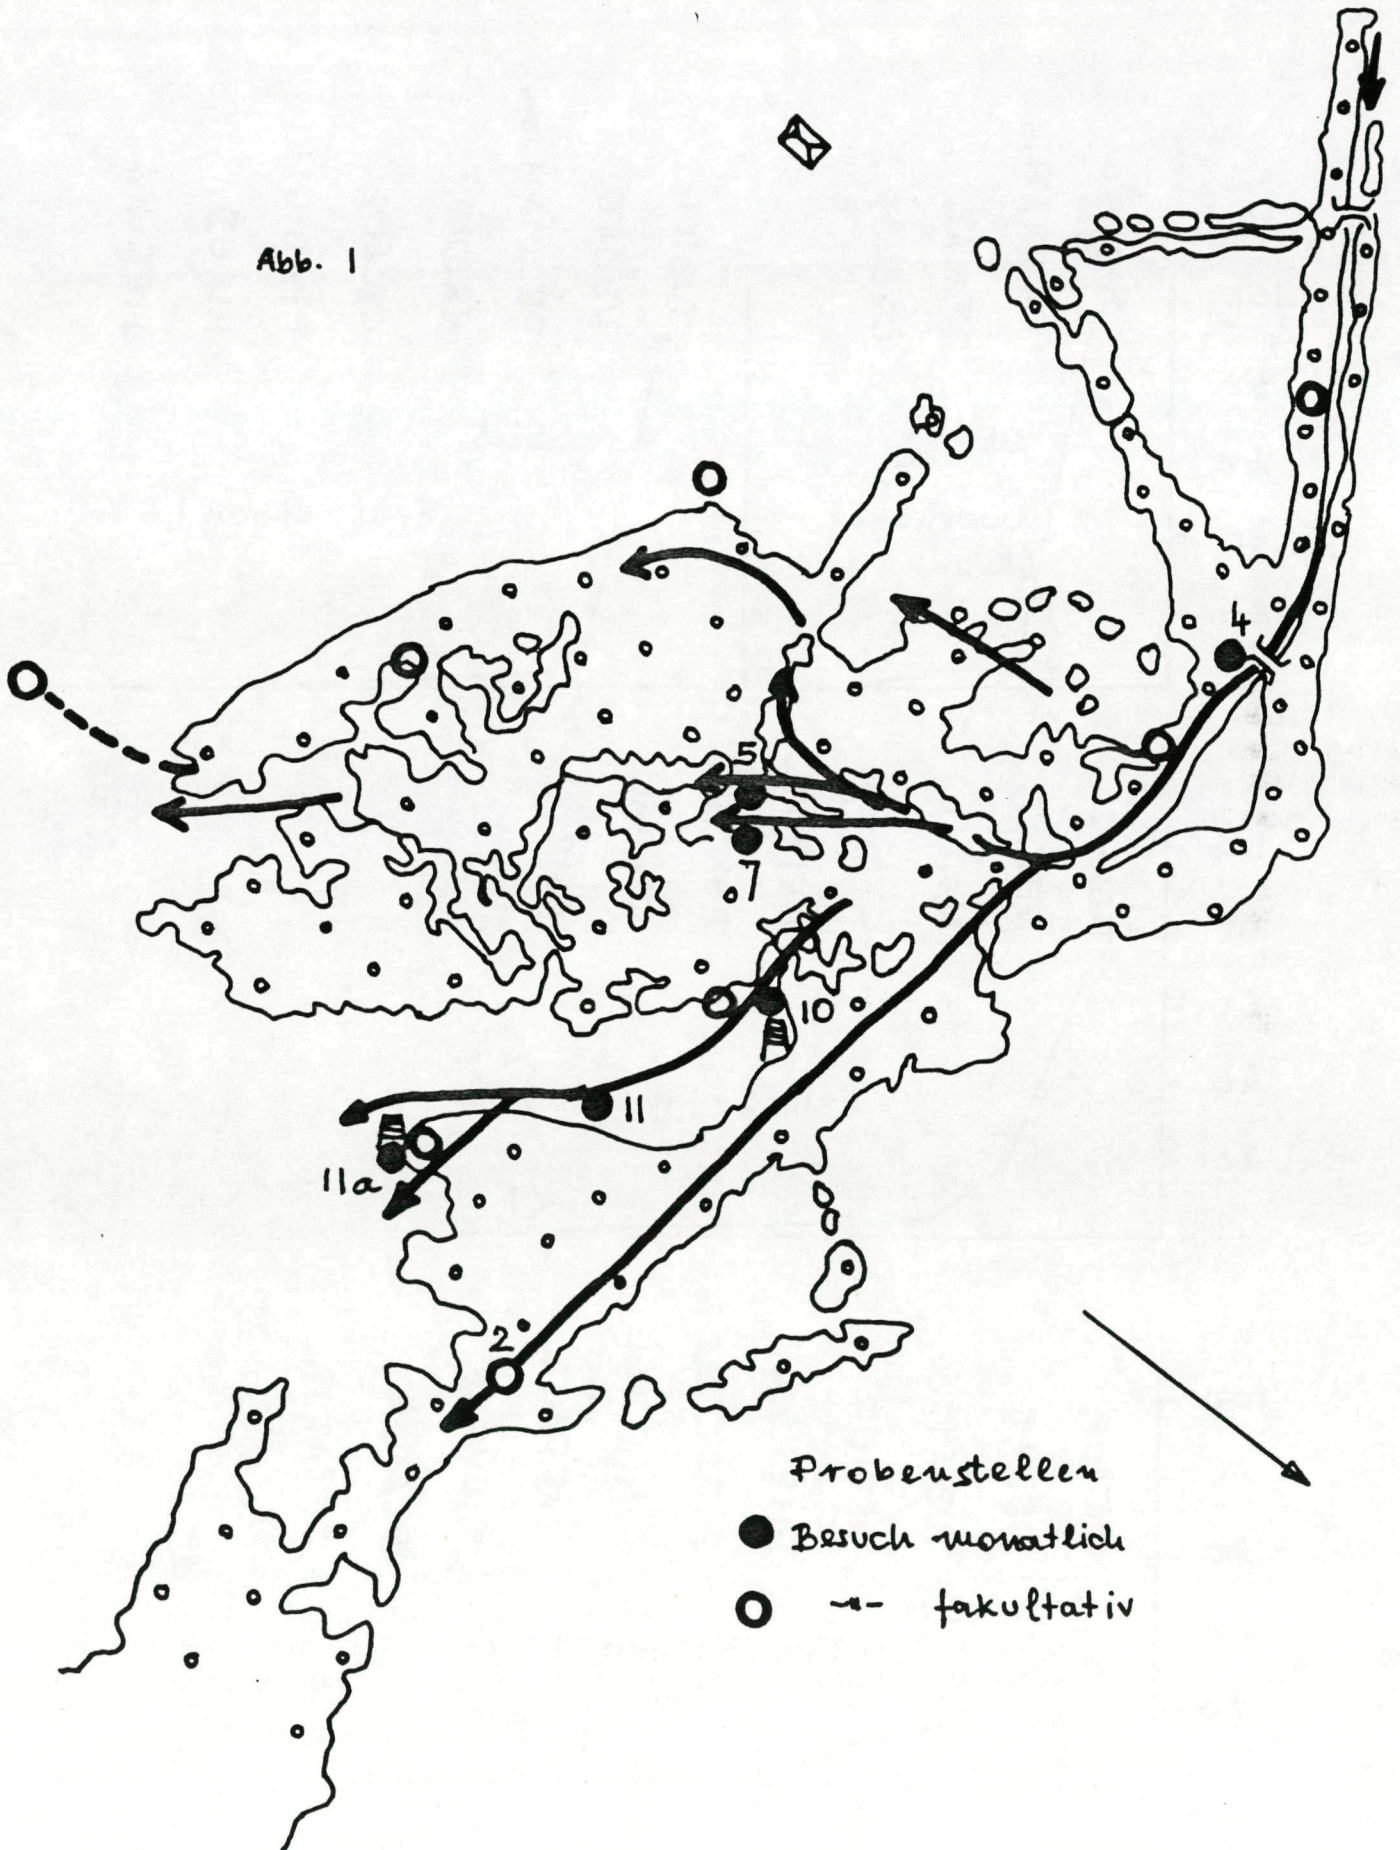 Abb. 1
4
5
7
10
11
11a
2
Probenstellen
Besuch monatlich
-"- fakultativ